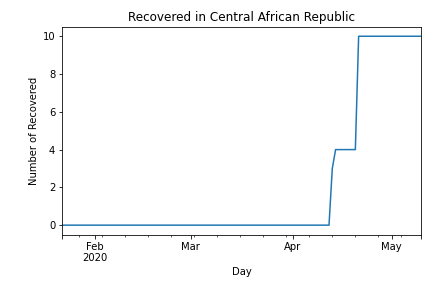 Recovered in Central African Republic
Number of Recovered
10
8
6
4
2
0
Feb
2020
Mar
Apr
May
Day